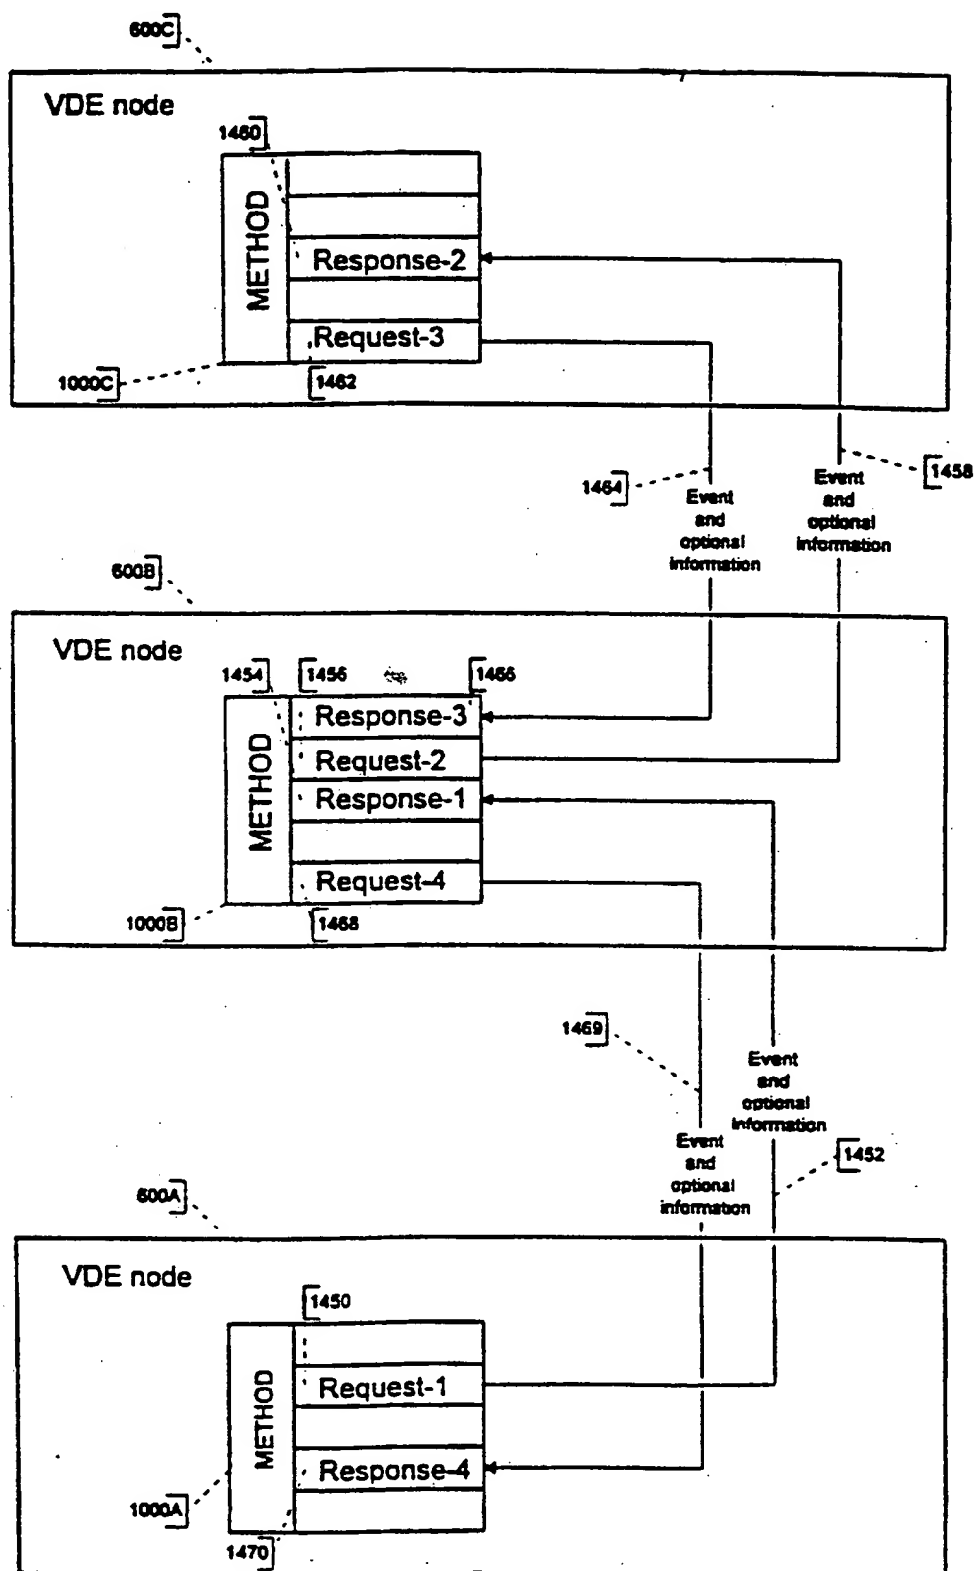 600C
VDE node
1460
METHOD
Response-2
Request-3
1000C
1462
1464
1458
Event
and
optional
information
Event
and
optional
information
600B
VDE node
1454
1456
1466
METHOD
Response-3
Request-2
Response-1
Request-4
1000B
1468
1469
Event
and
optional
information
1452
Event
and
optional
information
600A
VDE node
1450
METHOD
Request-1
Response-4
1000A
1470